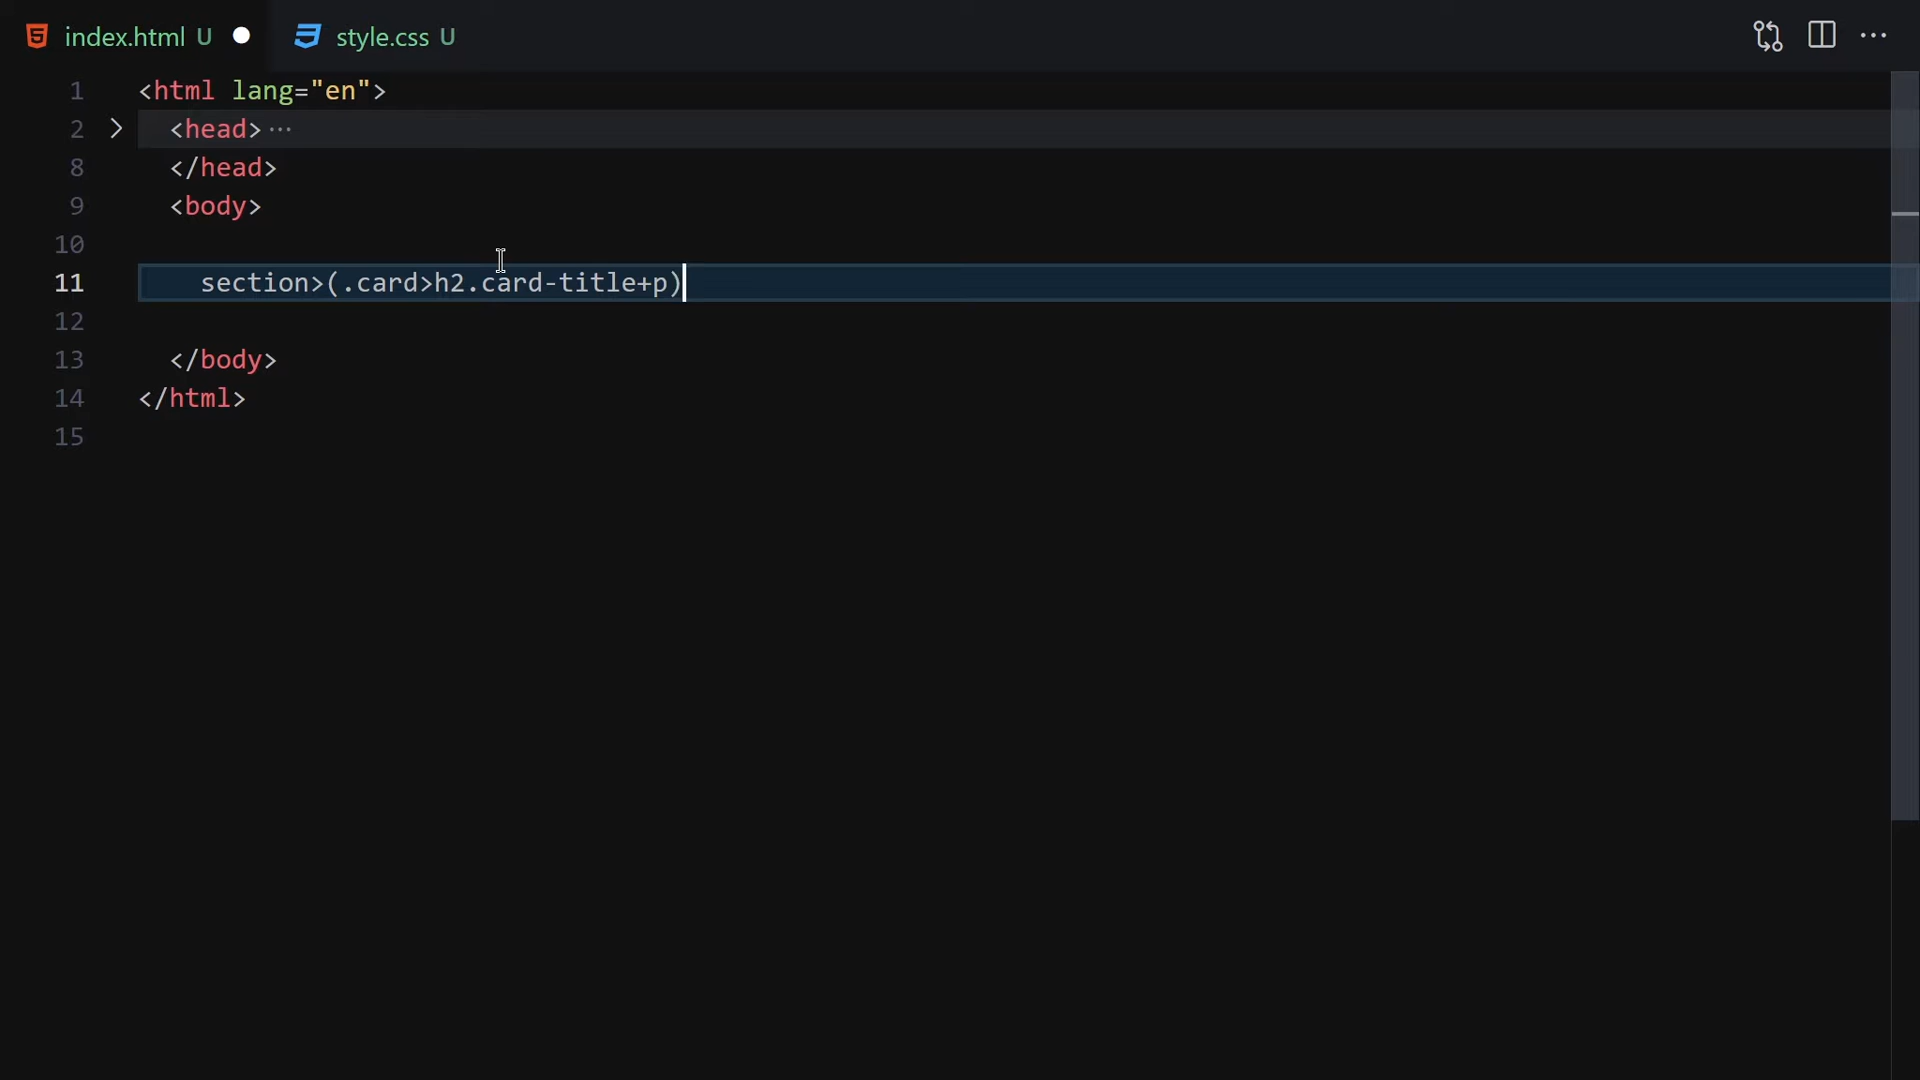 index.html U style.css U
1 <html lang="en">
2 <head> ···
8 </head>
9 <body>
10
11 section>(.card>h2.card-title+p)
12
13 </body>
14 </html>
15